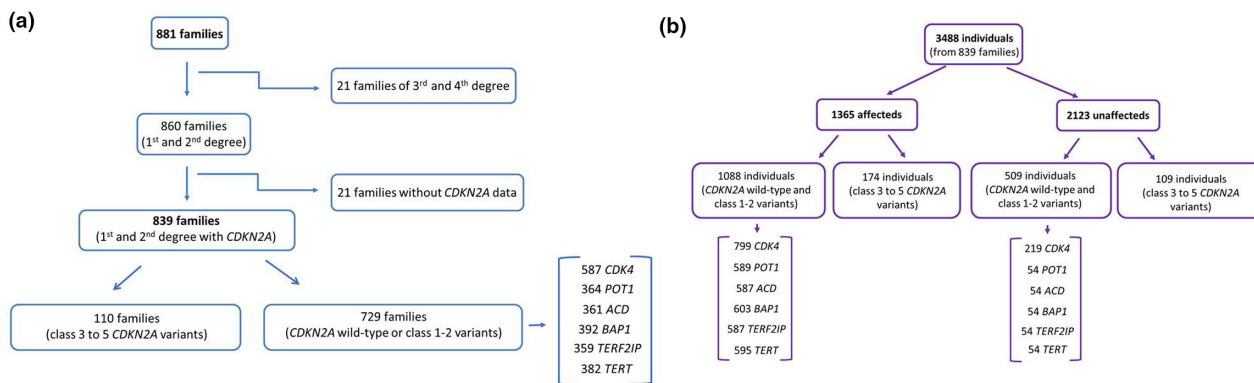 (a)
881 families
21 families of 3rd and 4th degree
860 families
(1st and 2nd degree)
21 families without CDKN2A data
839 families
(1st and 2nd degree with CDKN2A)
110 families
(class 3 to 5 CDKN2A variants)
729 families
(CDKN2A wild-type or class 1-2 variants)
587 CDK4
364 POT1
361 ACD
392 BAP1
359 TERF2IP
382 TERT
(b)
3488 individuals
(from 839 families)
1365 affecteds
2123 unaffecteds
1088 individuals
(CDKN2A wild-type and
class 1-2 variants)
174 individuals
(class 3 to 5 CDKN2A
variants)
509 individuals
(CDKN2A wild-type and
class 1-2 variants)
109 individuals
(class 3 to 5 CDKN2A
variants)
799 CDK4
589 POT1
587 ACD
603 BAP1
587 TERF2IP
595 TERT
219 CDK4
54 POT1
54 ACD
54 BAP1
54 TERF2IP
54 TERT